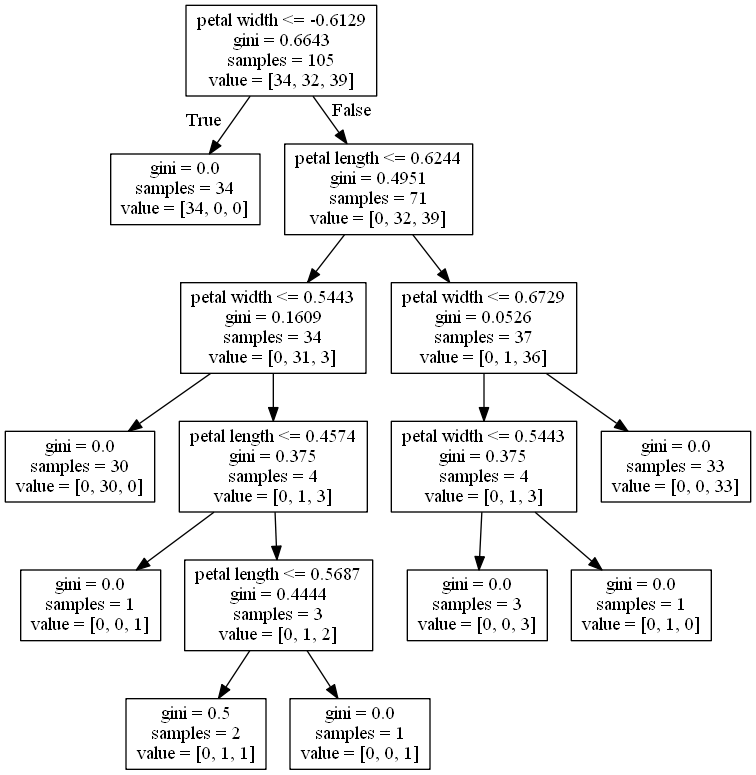 petal width <= -0.6129
gini = 0.6643
samples = 105
value = [34, 32, 39]
True
False
gini = 0.0
samples = 34
value = [34, 0, 0]
petal length <= 0.6244
gini = 0.4951
samples = 71
value = [0, 32, 39]
petal width <= 0.5443
gini = 0.1609
samples = 34
value = [0, 31, 3]
petal width <= 0.6729
gini = 0.0526
samples = 37
value = [0, 1, 36]
gini = 0.0
samples = 30
value = [0, 30, 0]
petal length <= 0.4574
gini = 0.375
samples = 4
value = [0, 1, 3]
petal width <= 0.5443
gini = 0.375
samples = 4
value = [0, 1, 3]
gini = 0.0
samples = 33
value = [0, 0, 33]
gini = 0.0
samples = 1
value = [0, 0, 1]
petal length <= 0.5687
gini = 0.4444
samples = 3
value = [0, 1, 2]
gini = 0.0
samples = 3
value = [0, 0, 3]
gini = 0.0
samples = 1
value = [0, 1, 0]
gini = 0.5
samples = 2
value = [0, 1, 1]
gini = 0.0
samples = 1
value = [0, 0, 1]